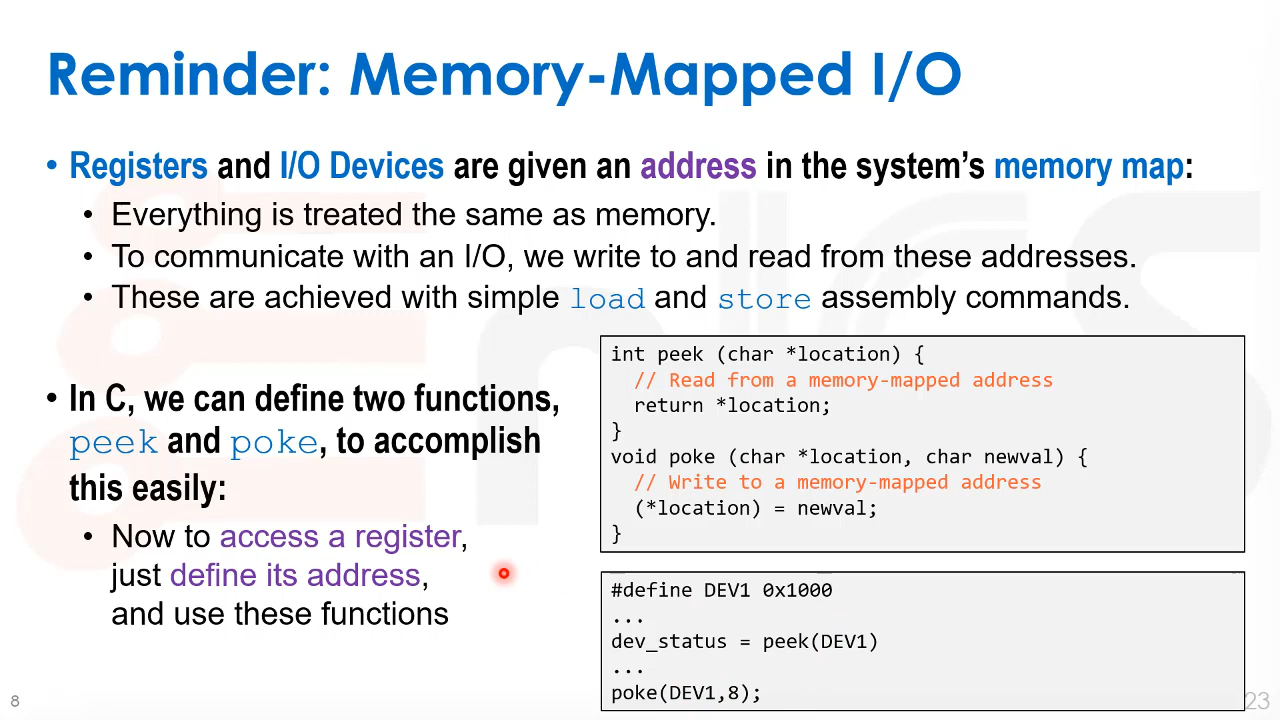 Reminder: Memory-Mapped I/O
• Registers and I/O Devices are given an address in the system’s memory map:
• Everything is treated the same as memory.
• To communicate with an I/O, we write to and read from these addresses.
• These are achieved with simple load and store assembly commands.
• In C, we can define two functions,
peek and poke, to accomplish
this easily:
• Now to access a register,
just define its address,
and use these functions
int peek (char *location) {
// Read from a memory-mapped address
return *location;
}
void poke (char *location, char newval) {
// Write to a memory-mapped address
(*location) = newval;
}
#define DEV1 0x1000
...
dev_status = peek(DEV1)
...
poke(DEV1,8);
8
23